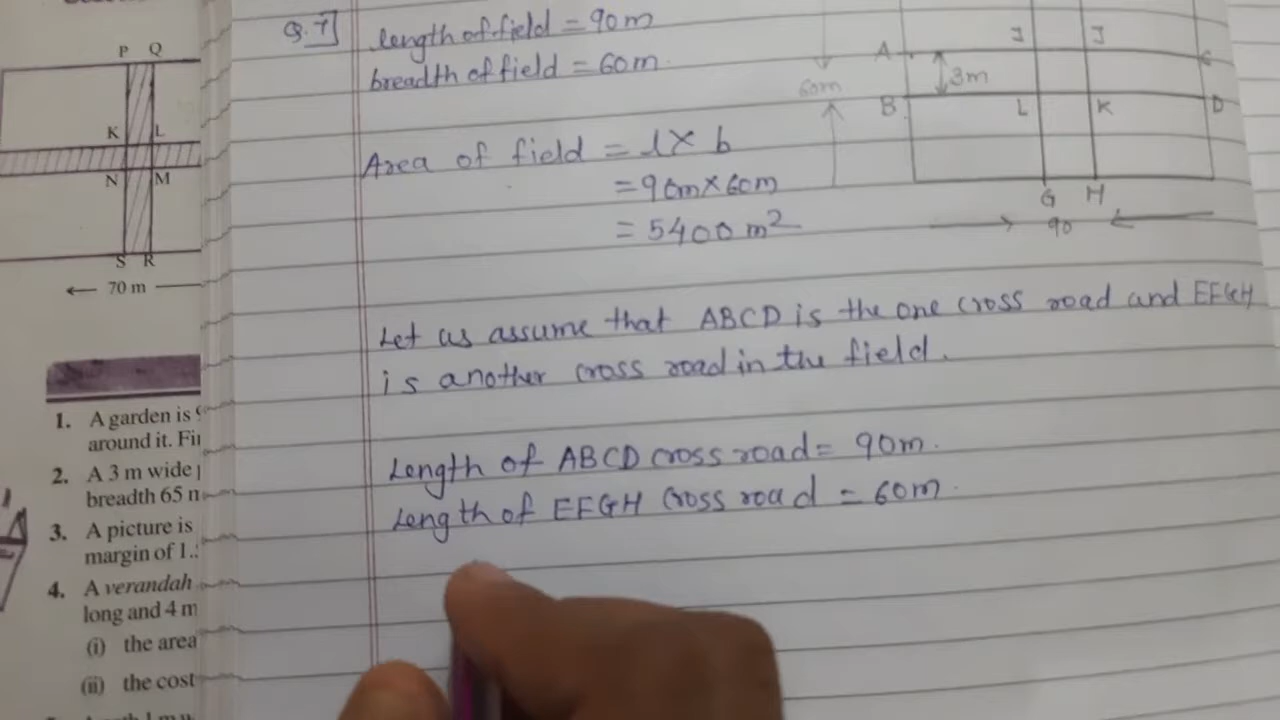 P Q
K L
N M
S R
← 70 m
1. A garden is
around it.
2. A 3 m wide
breadth 65
3. A picture is
margin of 1.
4. A verandah
long and 4 m
(i) the area
(ii) the cost
Q.7]
length of field = 90m
breadth of field = 60m.
Area of field = l × b
= 90m × 60m
= 5400 m²
Let us assume that ABCD is the one cross road and EFGH
is another cross road in the field.
Length of ABCD cross road = 90m.
Length of EFGH Cross road = 60m.
A I J C
60m 3m
B L K D
G H
90